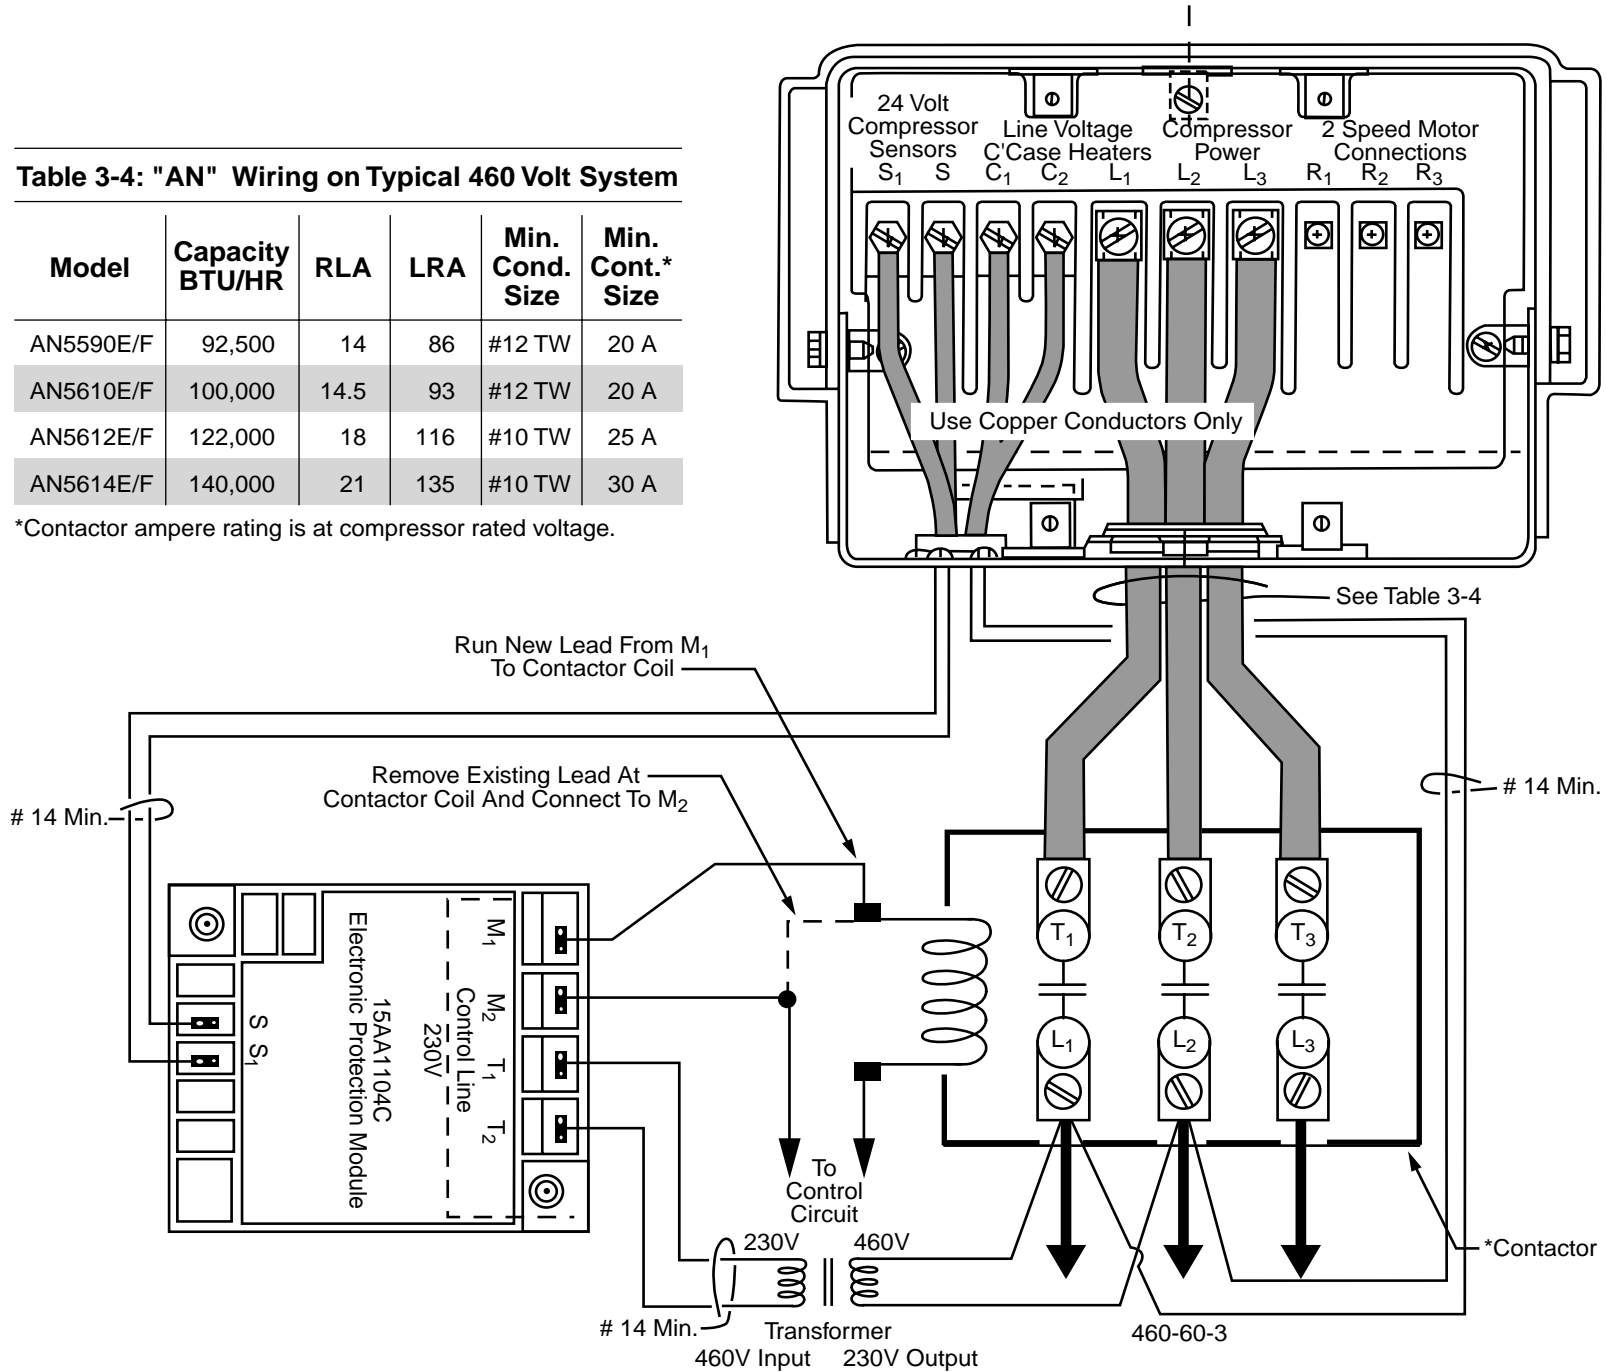 Table 3-4: "AN" Wiring on Typical 460 Volt System
Model
Capacity
BTU/HR
RLA
LRA
Min.
Cond.
Size
Min.
Cont.*
Size
AN5590E/F 92,500 14 86 #12 TW 20 A
AN5610E/F 100,000 14.5 93 #12 TW 20 A
AN5612E/F 122,000 18 116 #10 TW 25 A
AN5614E/F 140,000 21 135 #10 TW 30 A
*Contactor ampere rating is at compressor rated voltage.
24 Volt
Compressor
Sensors
S1 S
Line Voltage
C'Case Heaters
C1 C2
Compressor
Power
L1 L2 L3
2 Speed Motor
Connections
R1 R2 R3
Use Copper Conductors Only
See Table 3-4
Run New Lead From M1
To Contactor Coil
Remove Existing Lead At
Contactor Coil And Connect To M2
# 14 Min.
# 14 Min.
M1
M2
T1
T2
Control Line
230V
15AA1104C
Electronic Protection Module
S
S1
T1 T2 T3
L1 L2 L3
To
Control
Circuit
230V 460V
*Contactor
# 14 Min.
Transformer
460V Input 230V Output
460-60-3